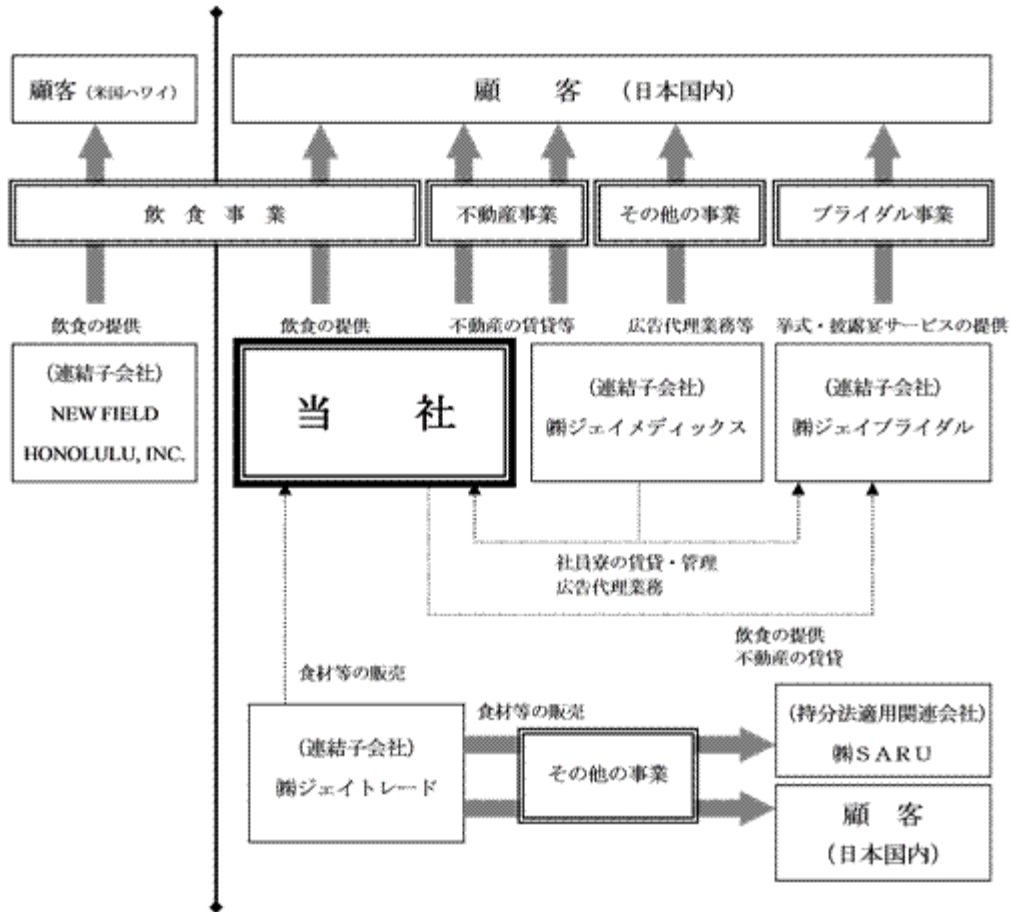 顧客（米国ハワイ）
顧　客　（日本国内）
飲食事業
不動産事業
その他の事業
ブライダル事業
飲食の提供
飲食の提供
不動産の賃貸等
広告代理業務等
挙式・披露宴サービスの提供
（連結子会社）
NEW FIELD
HONOLULU, INC.
当　社
（連結子会社）
㈱ジェイメディックス
（連結子会社）
㈱ジェイブライダル
社員寮の賃貸・管理
広告代理業務
飲食の提供
不動産の賃貸
食材等の販売
食材等の販売
（連結子会社）
㈱ジェイトレード
その他の事業
（持分法適用関連会社）
㈱ＳＡＲＵ
顧　客
（日本国内）